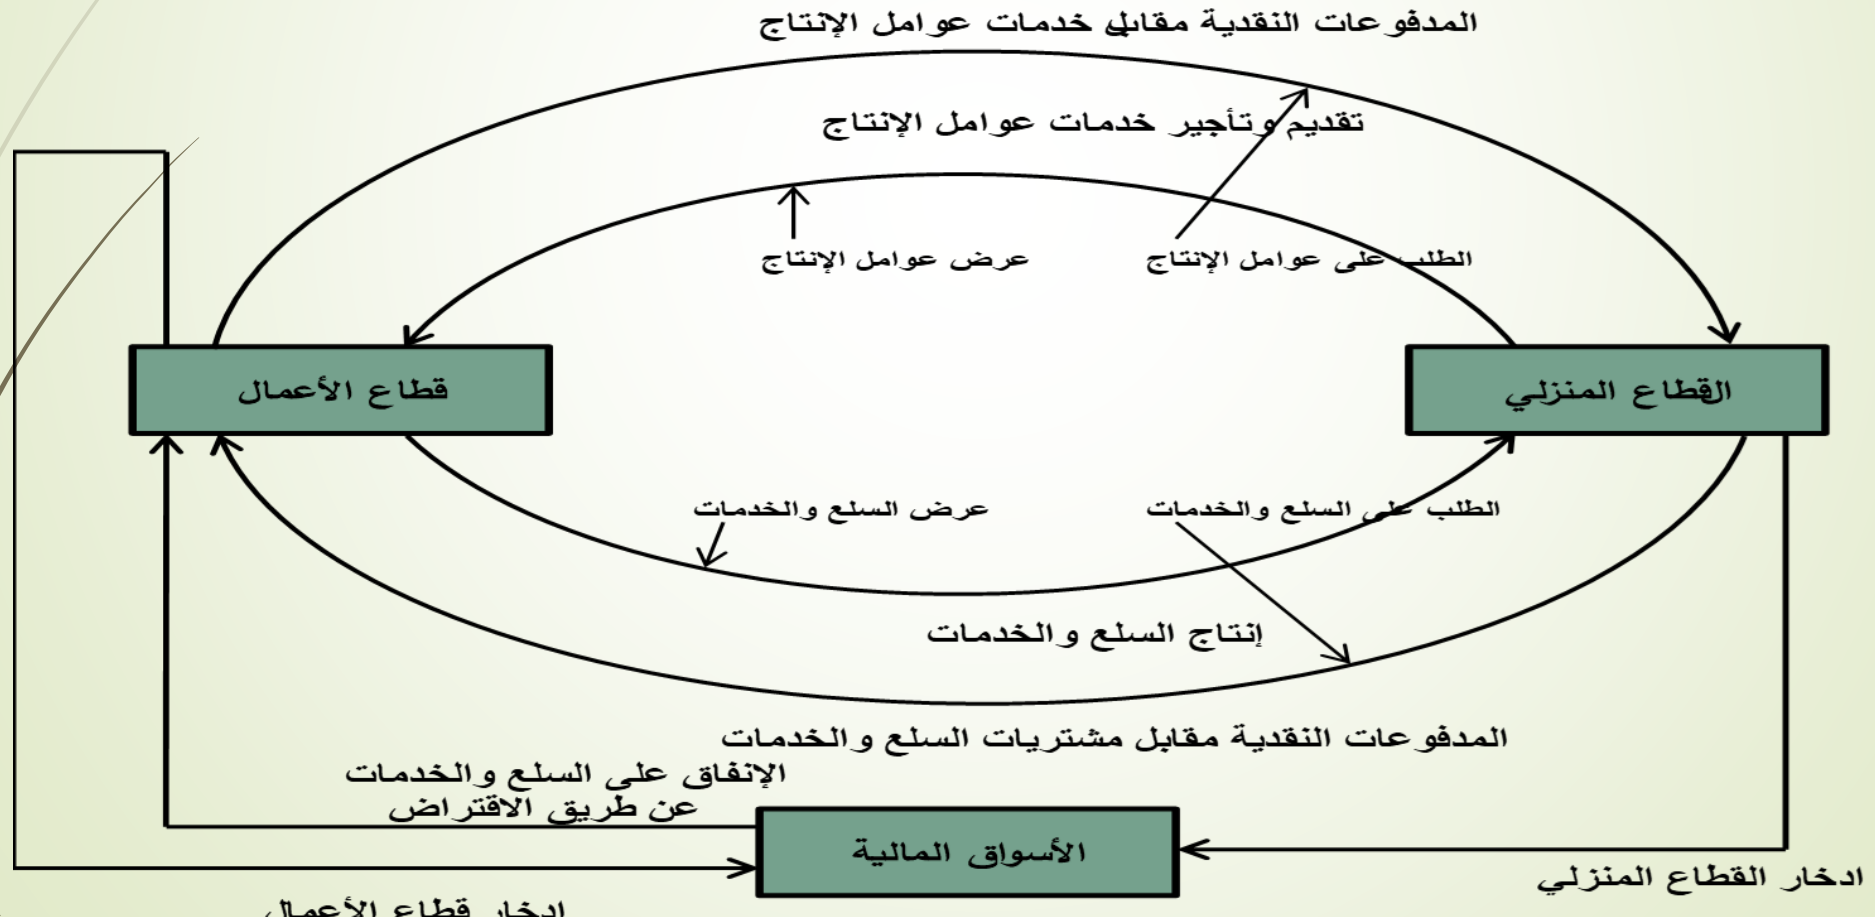 المدفوعات النقدية مقابل خدمات عوامل الإنتاج
تقديم وتأجير خدمات عوامل الإنتاج
الطلب على عوامل الإنتاج
عرض عوامل الإنتاج
القطاع المنزلي
قطاع الأعمال
الطلب على السلع والخدمات
عرض السلع والخدمات
إنتاج السلع والخدمات
المدفوعات النقدية مقابل مشتريات السلع والخدمات
الإنفاق على السلع والخدمات
عن طريق الاقتراض
الأسواق المالية
ادخار القطاع المنزلي
ادخار قطاع الأعمال